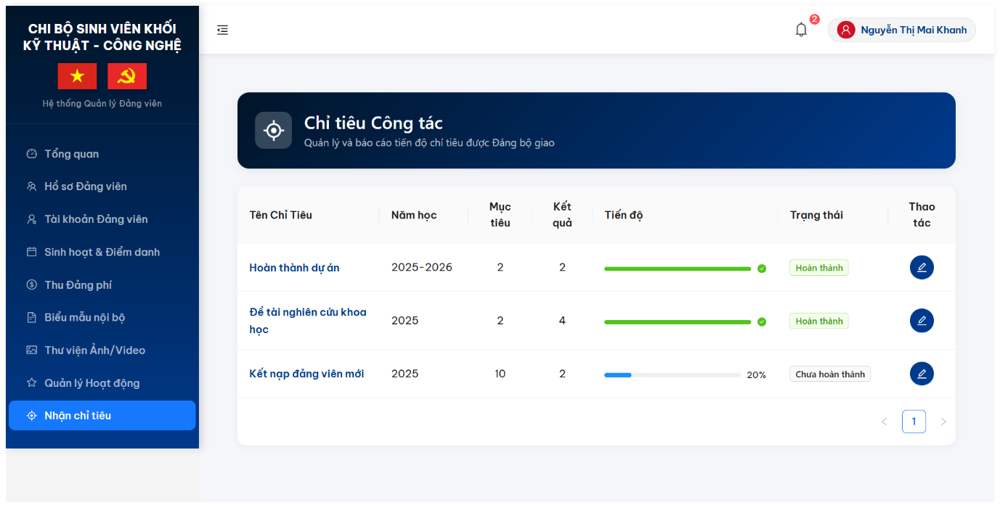 CHI BỘ SINH VIÊN KHỐI
KỸ THUẬT - CÔNG NGHỆ
Hệ thống Quản lý Đảng viên
Tổng quan
Hồ sơ Đảng viên
Tài khoản Đảng viên
Sinh hoạt & Điểm danh
Thu Đảng phí
Biểu mẫu nội bộ
Thư viện Ảnh/Video
Quản lý Hoạt động
Nhận chỉ tiêu
2
Nguyễn Thị Mai Khanh
Chỉ tiêu Công tác
Quản lý và báo cáo tiến độ chỉ tiêu được Đảng bộ giao
Tên Chỉ Tiêu
Năm học
Mục
tiêu
Kết
quả
Tiến độ
Trạng thái
Thao
tác
Hoàn thành dự án
2025-2026
2
2
Hoàn thành
Đề tài nghiên cứu khoa
học
2025
2
4
Hoàn thành
Kết nạp đảng viên mới
2025
10
2
20%
Chưa hoàn thành
1